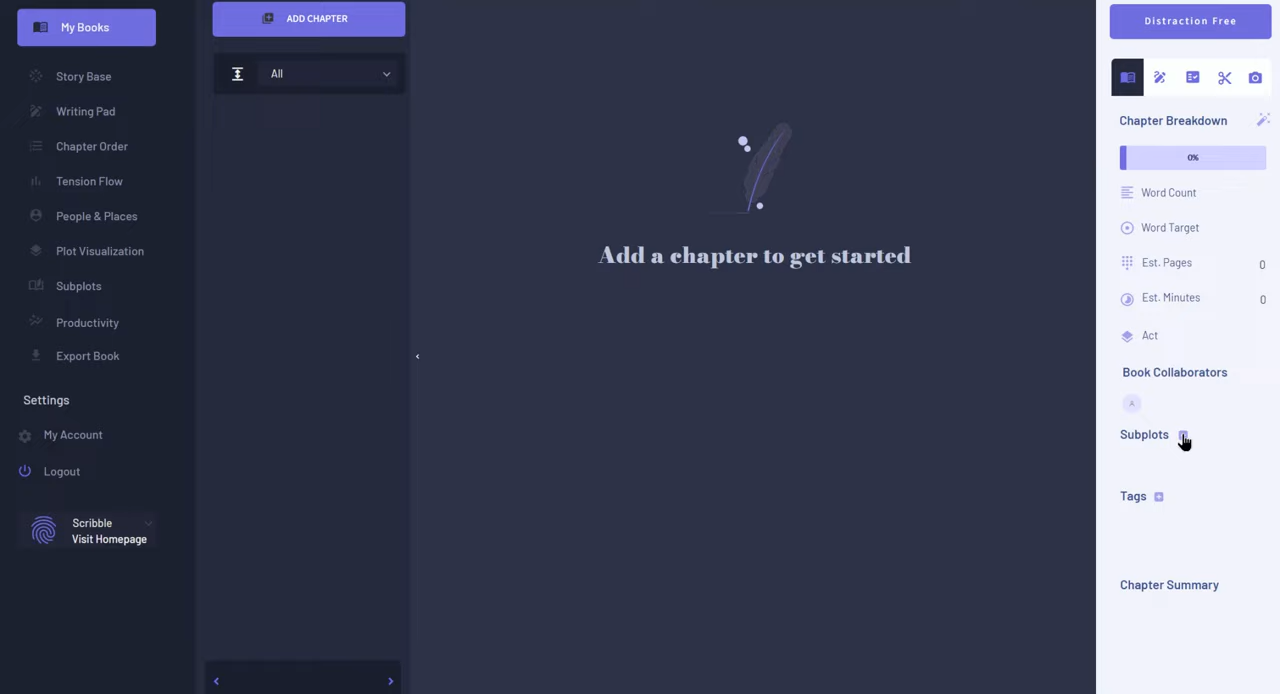 My Books
Story Base
Writing Pad
Chapter Order
Tension Flow
People & Places
Plot Visualization
Subplots
Productivity
Export Book
Settings
My Account
Logout
Scribble
Visit Homepage
ADD CHAPTER
All
Add a chapter to get started
Distraction Free
Chapter Breakdown
0%
Word Count
Word Target
Est. Pages 0
Est. Minutes 0
Act
Book Collaborators
Subplots
Tags
Chapter Summary